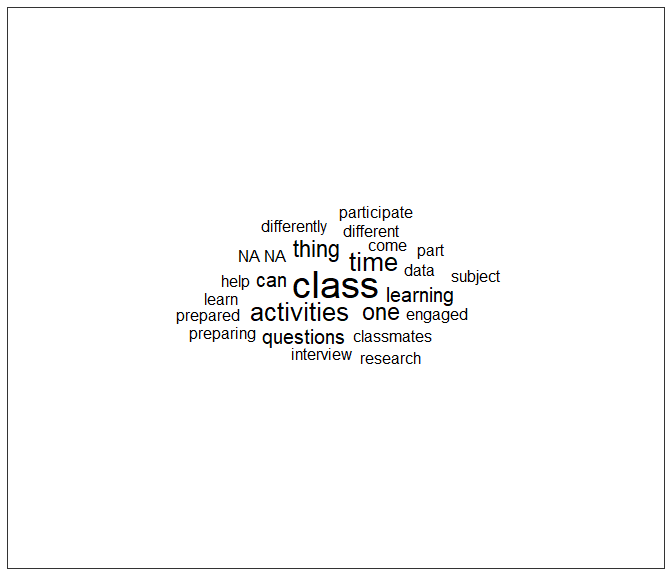 participate
differently different
thing come part
NA NA time data
help can class subject
learn learning
prepared activities one engaged
preparing questions classmates
interview research